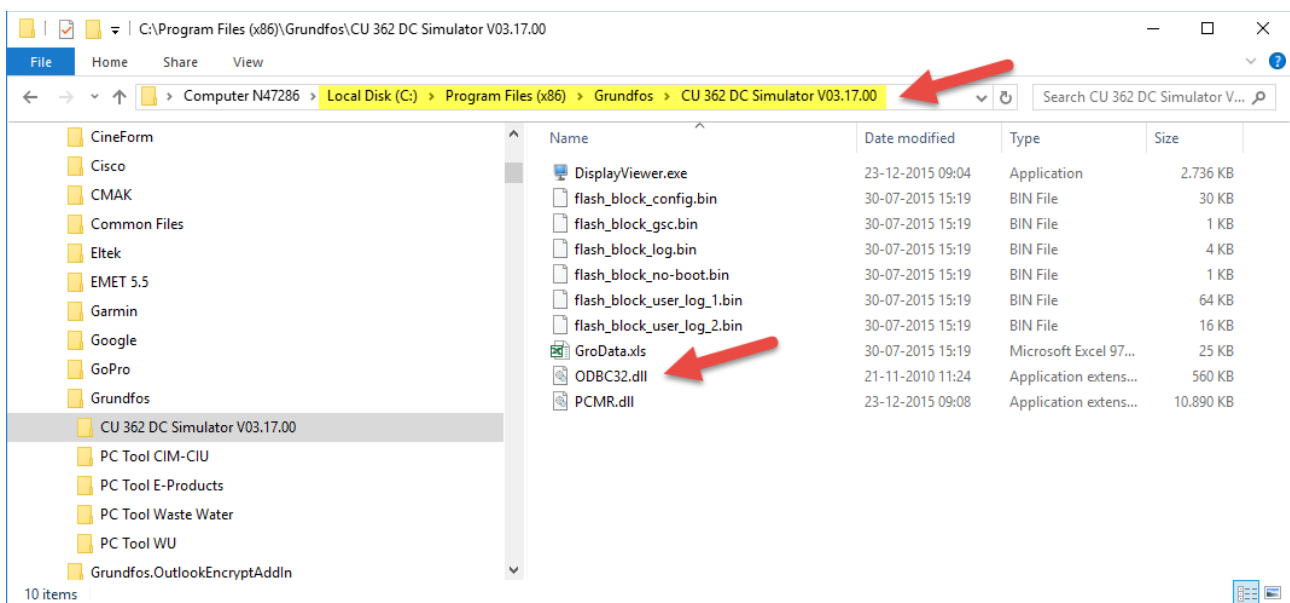 C:\Program Files (x86)\Grundfos\CU 362 DC Simulator V03.17.00
File Home Share View
Computer N47286 > Local Disk (C:) > Program Files (x86) > Grundfos > CU 362 DC Simulator V03.17.00 Search CU 362 DC Simulator V...
CineForm
Cisco
CMAK
Common Files
Eltek
EMET 5.5
Garmin
Google
GoPro
Grundfos
CU 362 DC Simulator V03.17.00
PC Tool CIM-CIU
PC Tool E-Products
PC Tool Waste Water
PC Tool WU
Grundfos.OutlookEncryptAddIn
Name Date modified Type Size
DisplayViewer.exe 23-12-2015 09:04 Application 2.736 KB
flash_block_config.bin 30-07-2015 15:19 BIN File 30 KB
flash_block_gsc.bin 30-07-2015 15:19 BIN File 1 KB
flash_block_log.bin 30-07-2015 15:19 BIN File 4 KB
flash_block_no-boot.bin 30-07-2015 15:19 BIN File 1 KB
flash_block_user_log_1.bin 30-07-2015 15:19 BIN File 64 KB
flash_block_user_log_2.bin 30-07-2015 15:19 BIN File 16 KB
GroData.xls 30-07-2015 15:19 Microsoft Excel 97... 25 KB
ODBC32.dll 21-11-2010 11:24 Application extens... 560 KB
PCMR.dll 23-12-2015 09:08 Application extens... 10.890 KB
10 items